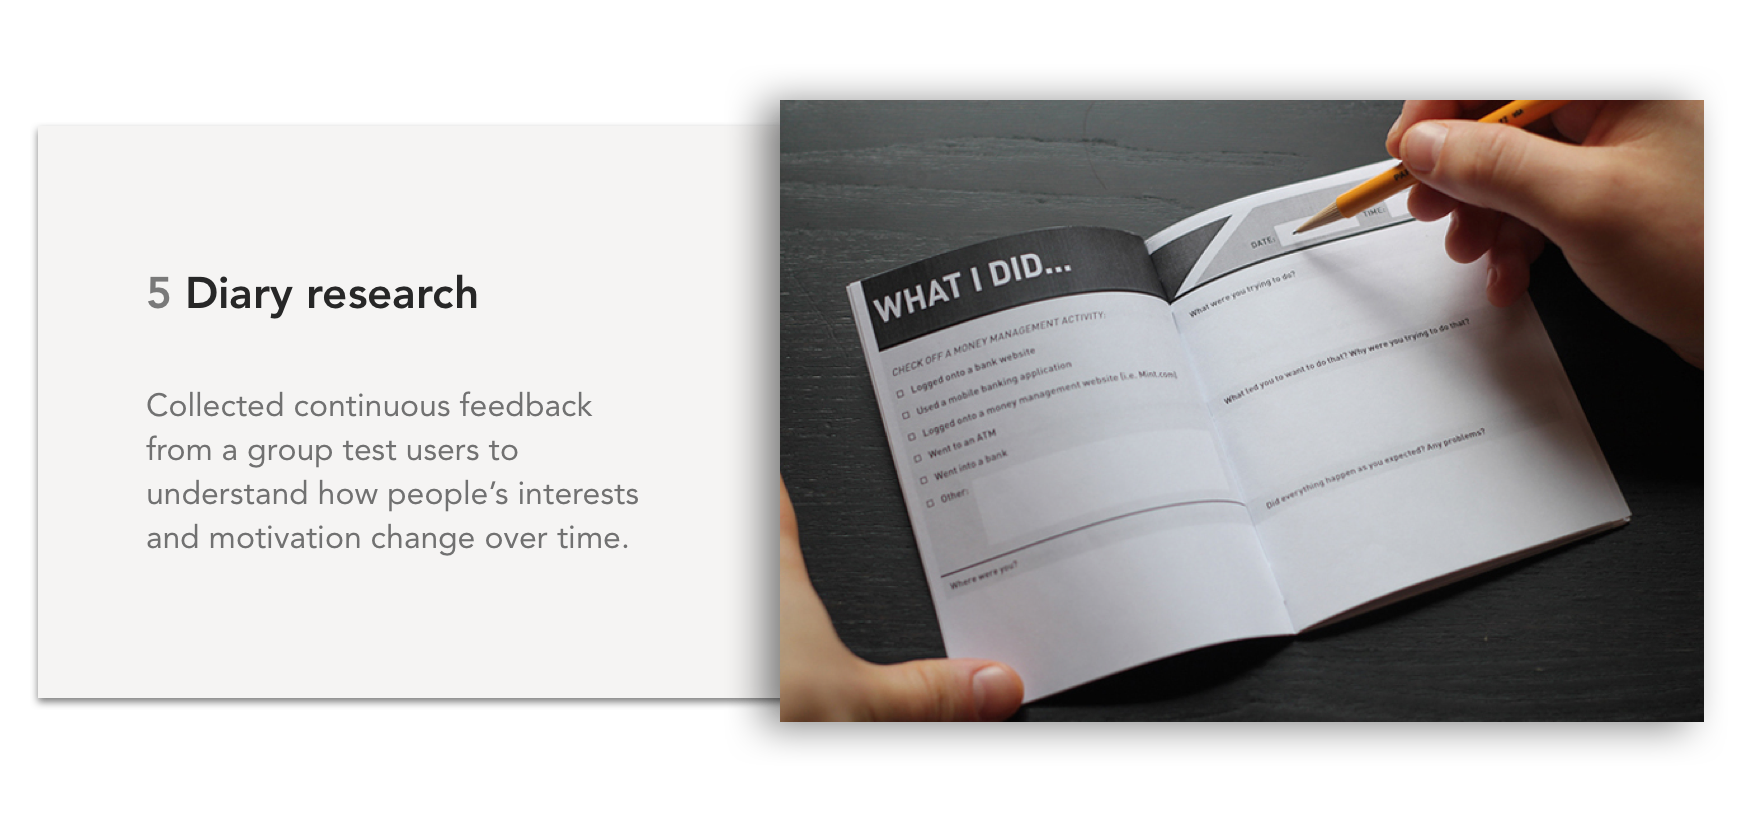 5 Diary research
Collected continuous feedback
from a group test users to
understand how people’s interests
and motivation change over time.
WHAT I DID...
CHECK OFF A MONEY MANAGEMENT ACTIVITY:
Logged onto a bank website
Used a mobile banking application
Logged onto a money management website (i.e. Mint.com)
Went to an ATM
Went into a bank
Other:
Where were you?
DATE:
TIME:
What were you trying to do?
What led you to want to do that? Why were you trying to do that?
Did everything happen as you expected? Any problems?